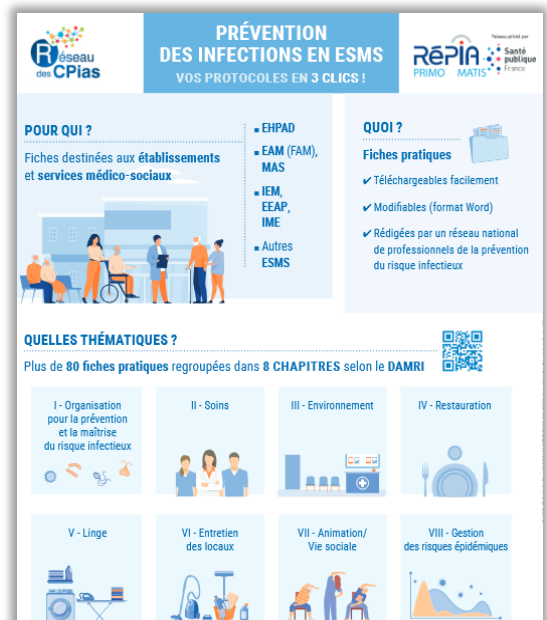 Réseau
des CPias
PRÉVENTION
DES INFECTIONS EN ESMS
VOS PROTOCOLES EN 3 CLICS !
RéPIA
PRIMO MATIS
Réseau piloté par
Santé
publique
France
POUR QUI ?
Fiches destinées aux établissements
et services médico-sociaux
▪ EHPAD
▪ EAM (FAM),
MAS
▪ IEM,
EEAP,
IME
▪ Autres
ESMS
QUOI ?
Fiches pratiques
✔ Téléchargeables facilement
✔ Modifiables (format Word)
✔ Rédigées par un réseau national
de professionnels de la prévention
du risque infectieux
QUELLES THÉMATIQUES ?
Plus de 80 fiches pratiques regroupées dans 8 CHAPITRES selon le DAMRI
I - Organisation
pour la prévention
et la maîtrise
du risque infectieux
II - Soins
III - Environnement
IV - Restauration
V - Linge
VI - Entretien
des locaux
VII - Animation/
Vie sociale
VIII - Gestion
des risques épidémiques